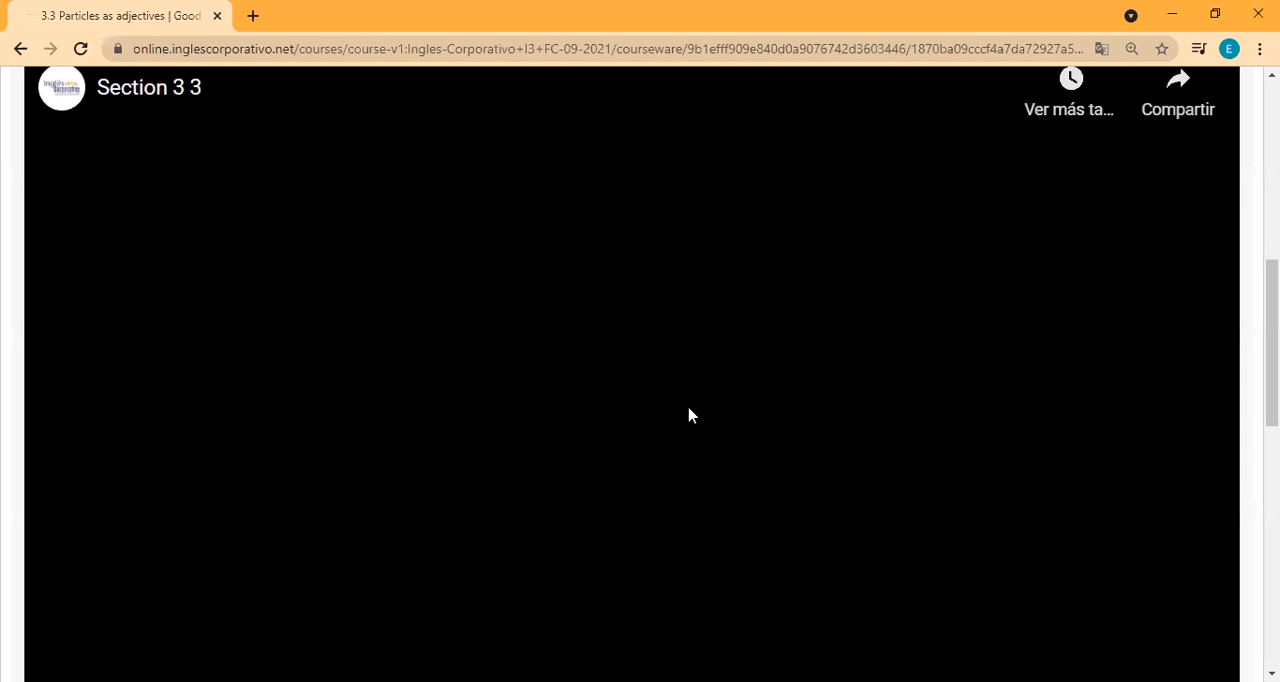 3.3 Particles as adjectives | Good
online.inglescorporativo.net/courses/course-v1:Ingles-Corporativo+I3+FC-09-2021/courseware/9b1efff909e840d0a9076742d3603446/1870ba09cccf4a7da72927a5...
E
Section 3 3
Ver más ta...
Compartir